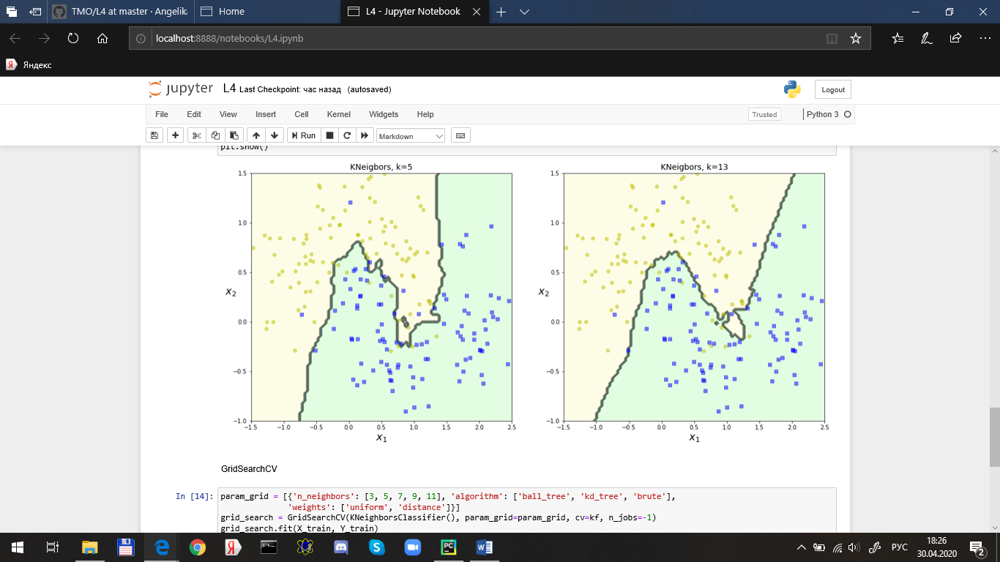 TMO/L4 at master · Angelika
Home
L4 - Jupyter Notebook
localhost:8888/notebooks/L4.ipynb
Яндекс
jupyter L4 Last Checkpoint: час назад (autosaved)
Logout
File Edit View Insert Cell Kernel Widgets Help
Trusted
Python 3
Run
Markdown
plt.show()
KNeigbors, k=5
1.5
1.0
0.5
0.0
−0.5
−1.0
−1.5 −1.0 −0.5 0.0 0.5 1.0 1.5 2.0 2.5
x2
x1
KNeigbors, k=13
1.5
1.0
0.5
0.0
−0.5
−1.0
−1.5 −1.0 −0.5 0.0 0.5 1.0 1.5 2.0 2.5
x2
x1
GridSearchCV
In [14]: param_grid = [{'n_neighbors': [3, 5, 7, 9, 11], 'algorithm': ['ball_tree', 'kd_tree', 'brute'],
'weights': ['uniform', 'distance']}]
grid_search = GridSearchCV(KNeighborsClassifier(), param_grid=param_grid, cv=kf, n_jobs=-1)
grid_search.fit(X_train, Y_train)
РУС
18:26
30.04.2020
2